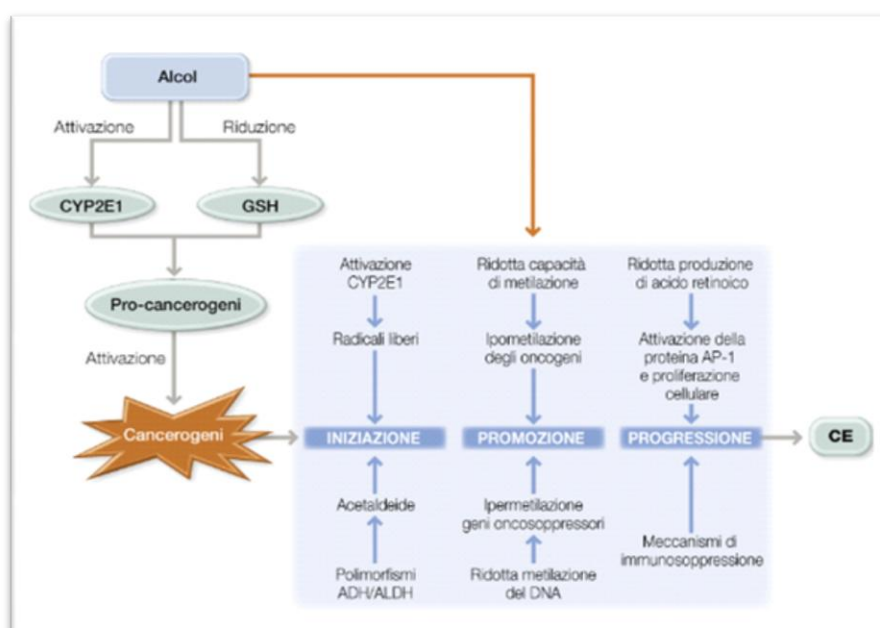 Alcol
Attivazione
Riduzione
CYP2E1
GSH
Pro-cancerogeni
Attivazione
Cancerogeni
Attivazione
CYP2E1
Radicali liberi
INIZIAZIONE
Acetaldeide
Polimorfismi
ADH/ALDH
Ridotta capacità
di metilazione
Ipometilazione
degli oncogeni
PROMOZIONE
Ipermetilazione
geni oncosoppressori
Ridotta metilazione
del DNA
Ridotta produzione
di acido retinoico
Attivazione della
proteina AP-1
e proliferazione
cellulare
PROGRESSIONE
Meccanismi di
immunosoppressione
CE